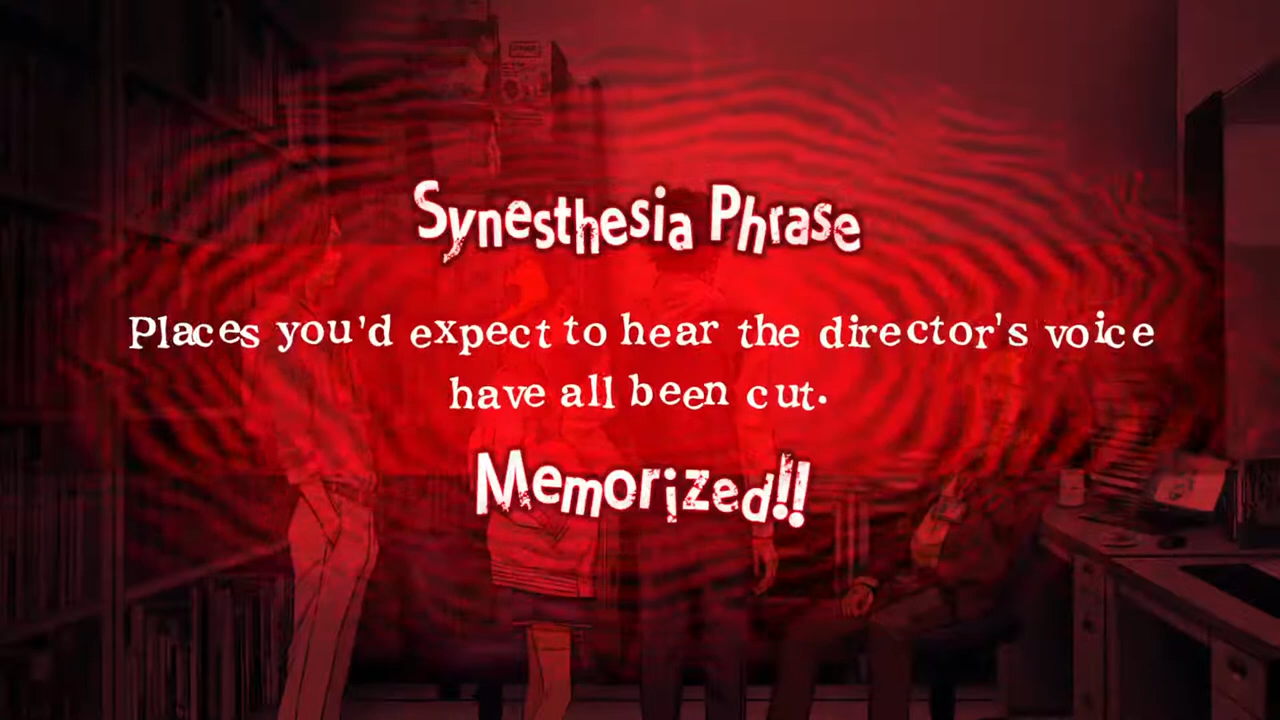 Synesthesia Phrase
Places you'd expect to hear the director's voice
have all been cut.
Memorized!!